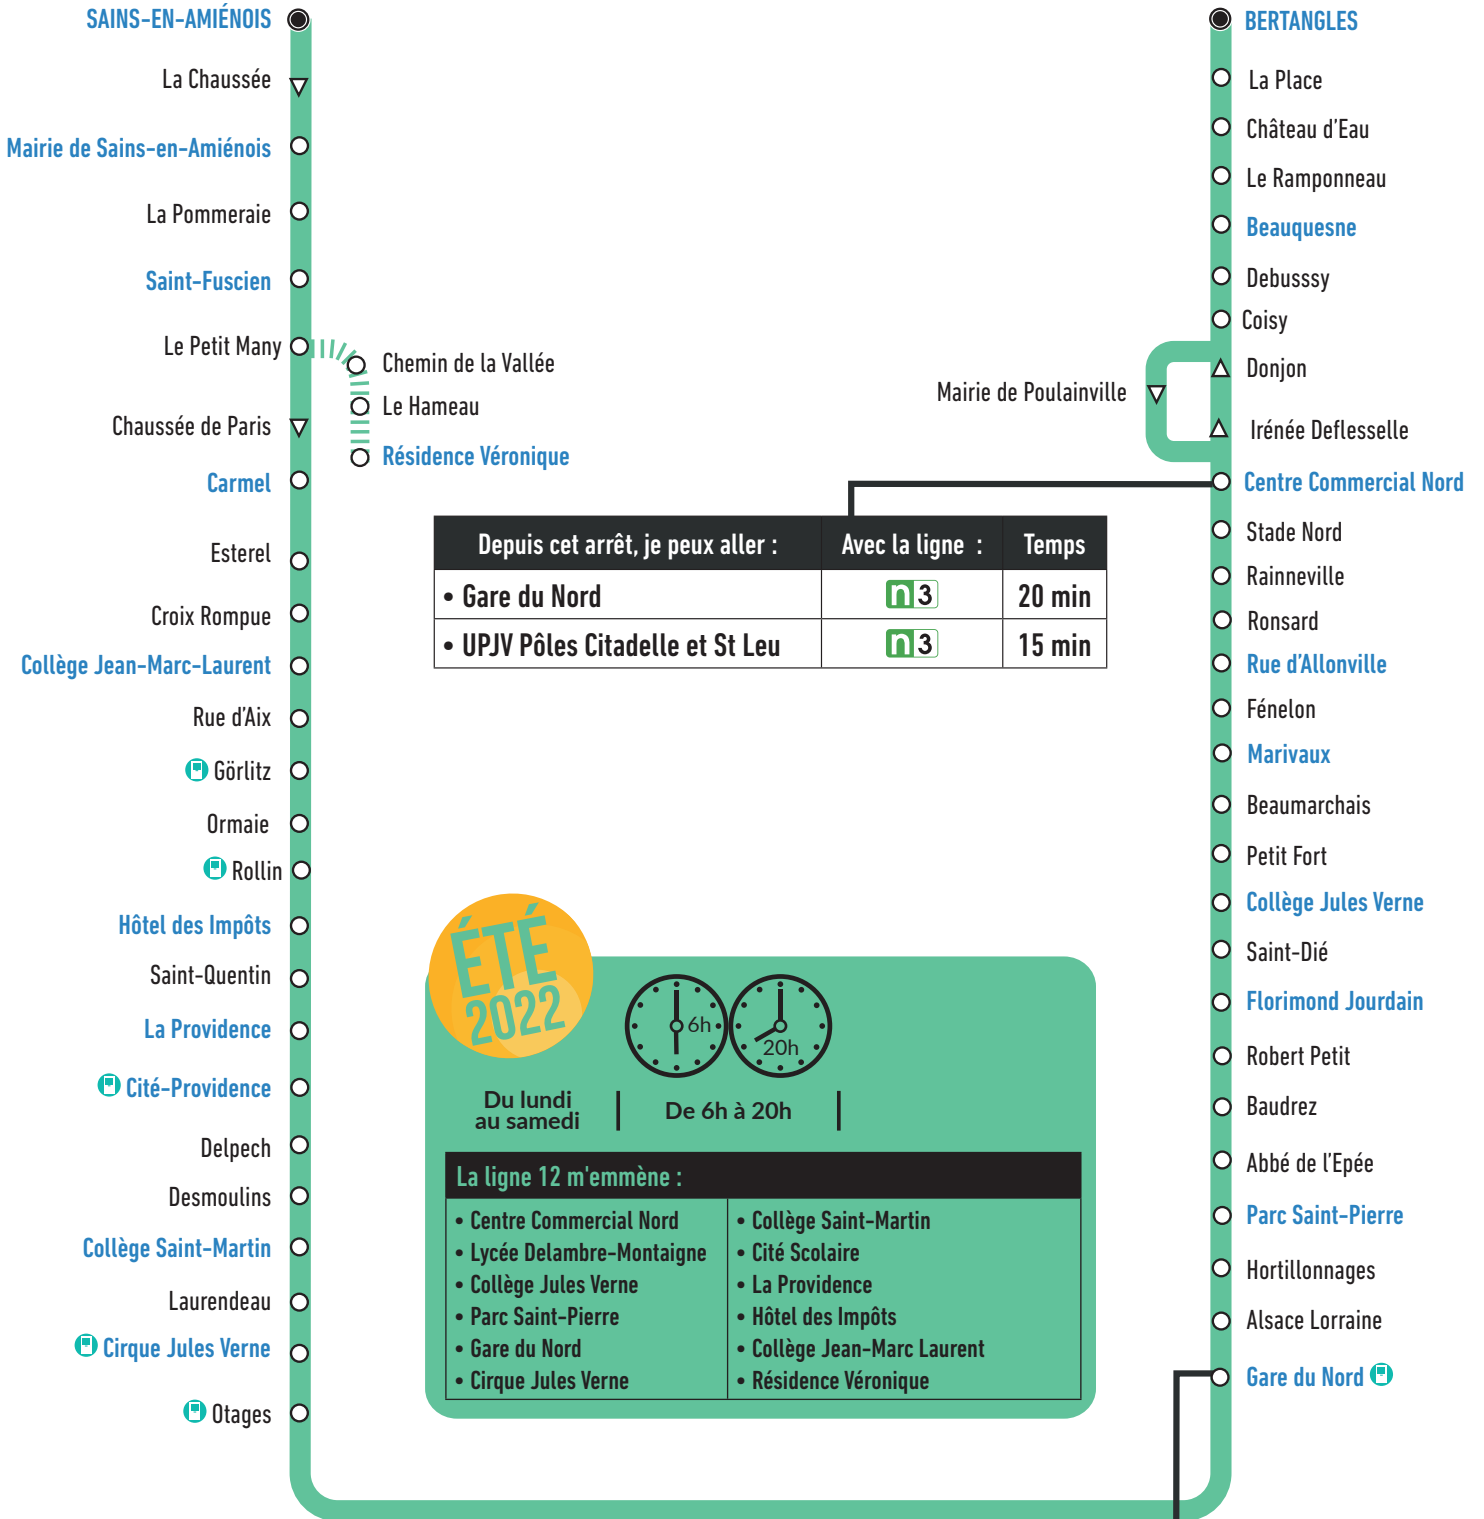 SAINS-EN-AMIÉNOIS
La Chaussée
Mairie de Sains-en-Amiénois
La Pommeraie
Saint-Fuscien
Le Petit Many
Chemin de la Vallée
Le Hameau
Résidence Véronique
Chaussée de Paris
Carmel
Esterel
Croix Rompue
Collège Jean-Marc-Laurent
Rue d'Aix
Görlitz
Ormaie
Rollin
Hôtel des Impôts
Saint-Quentin
La Providence
Cité-Providence
Delpech
Desmoulins
Collège Saint-Martin
Laurendeau
Cirque Jules Verne
Otages
BERTANGLES
La Place
Château d'Eau
Le Ramponneau
Beauquesne
Debusssy
Coisy
Donjon
Mairie de Poulainville
Irénée Deflesselle
Centre Commercial Nord
Stade Nord
Rainneville
Ronsard
Rue d'Allonville
Fénelon
Marivaux
Beaumarchais
Petit Fort
Collège Jules Verne
Saint-Dié
Florimond Jourdain
Robert Petit
Baudrez
Abbé de l'Epée
Parc Saint-Pierre
Hortillonnages
Alsace Lorraine
Gare du Nord
Depuis cet arrêt, je peux aller : Avec la ligne : Temps
• Gare du Nord n 3 20 min
• UPJV Pôles Citadelle et St Leu n 3 15 min
ÉTÉ
2022
6h
20h
Du lundi
au samedi
De 6h à 20h
La ligne 12 m'emmène :
• Centre Commercial Nord
• Lycée Delambre-Montaigne
• Collège Jules Verne
• Parc Saint-Pierre
• Gare du Nord
• Cirque Jules Verne
• Collège Saint-Martin
• Cité Scolaire
• La Providence
• Hôtel des Impôts
• Collège Jean-Marc Laurent
• Résidence Véronique